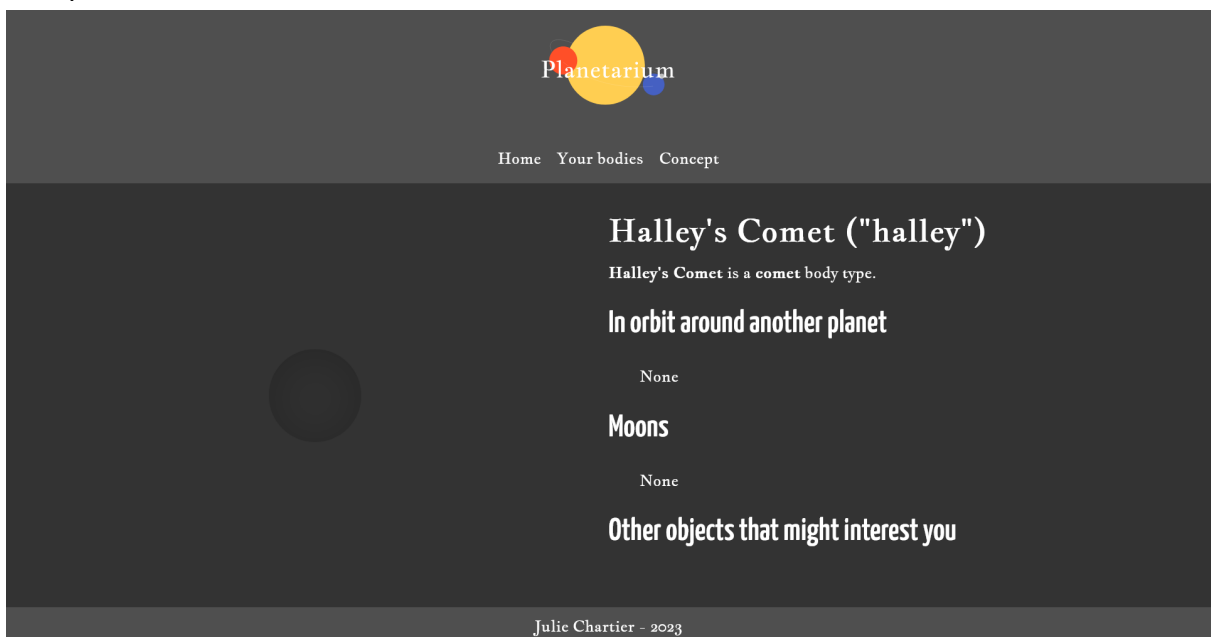 Planetarium
Home Your bodies Concept
Halley's Comet ("halley")
Halley's Comet is a comet body type.
In orbit around another planet
None
Moons
None
Other objects that might interest you
Julie Chartier - 2023